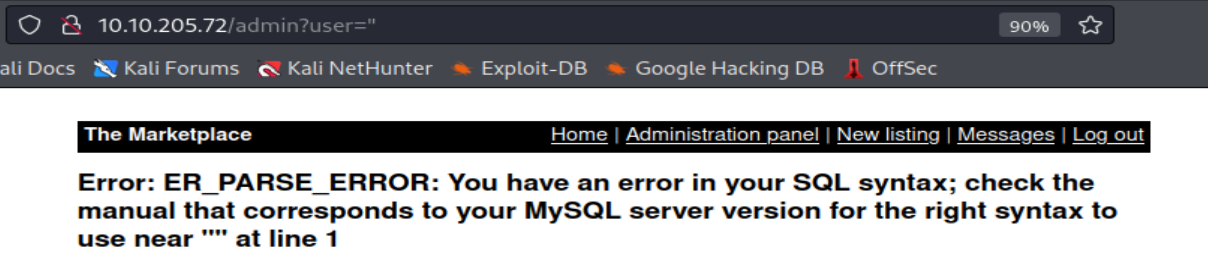 10.10.205.72/admin?user="
90%
ali Docs Kali Forums Kali NetHunter Exploit-DB Google Hacking DB OffSec
The Marketplace Home | Administration panel | New listing | Messages | Log out
Error: ER_PARSE_ERROR: You have an error in your SQL syntax; check the
manual that corresponds to your MySQL server version for the right syntax to
use near '"' at line 1